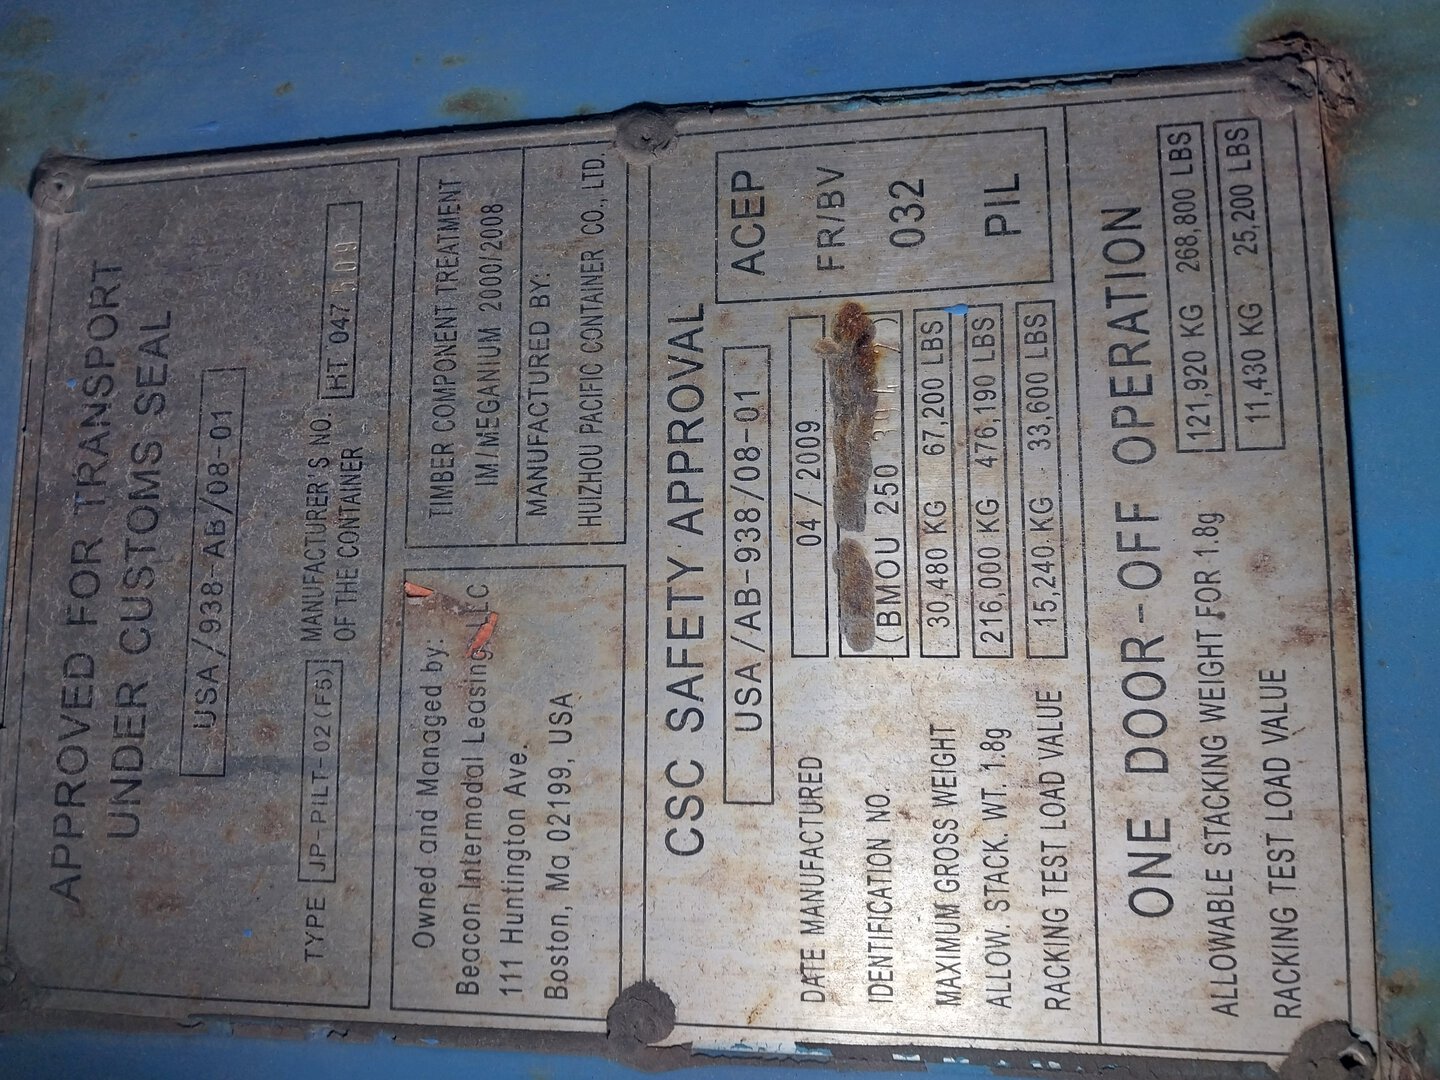 APPROVED FOR TRANSPORT
UNDER CUSTOMS SEAL
USA/938-AB/08-01
TYPE JP-PILT-02(F5) MANUFACTURER S NO.
OF THE CONTAINER HT 047
Owned and Managed by:
Beacon Intermodal Leasing, LLC
111 Huntington Ave.
Boston, Ma,02199, USA
TIMBER COMPONENT TREATMENT
IM/MEGANIUM 2000/2008
MANUFACTURED BY:
HUIZHOU PACIFIC CONTAINER CO.,LTD.
CSC SAFETY APPROVAL
USA/AB-938/08-01
ACEP
FR/BV
032
PIL
DATE MANUFACTURED 04/2009
IDENTIFICATION NO. (BMOU 250
MAXIMUM GROSS WEIGHT 30,480 KG 67,200 LBS
ALLOW. STACK. WT. 1.8g 216,000 KG 476,190 LBS
RACKING TEST LOAD VALUE 15,240.KG 33,600 LBS
ONE DOOR-OFF OPERATION
ALLOWABLE STACKING WEIGHT FOR 1.8g 121,920 KG 268,800 LBS
RACKING TEST LOAD VALUE 11,430 KG 25,200 LBS